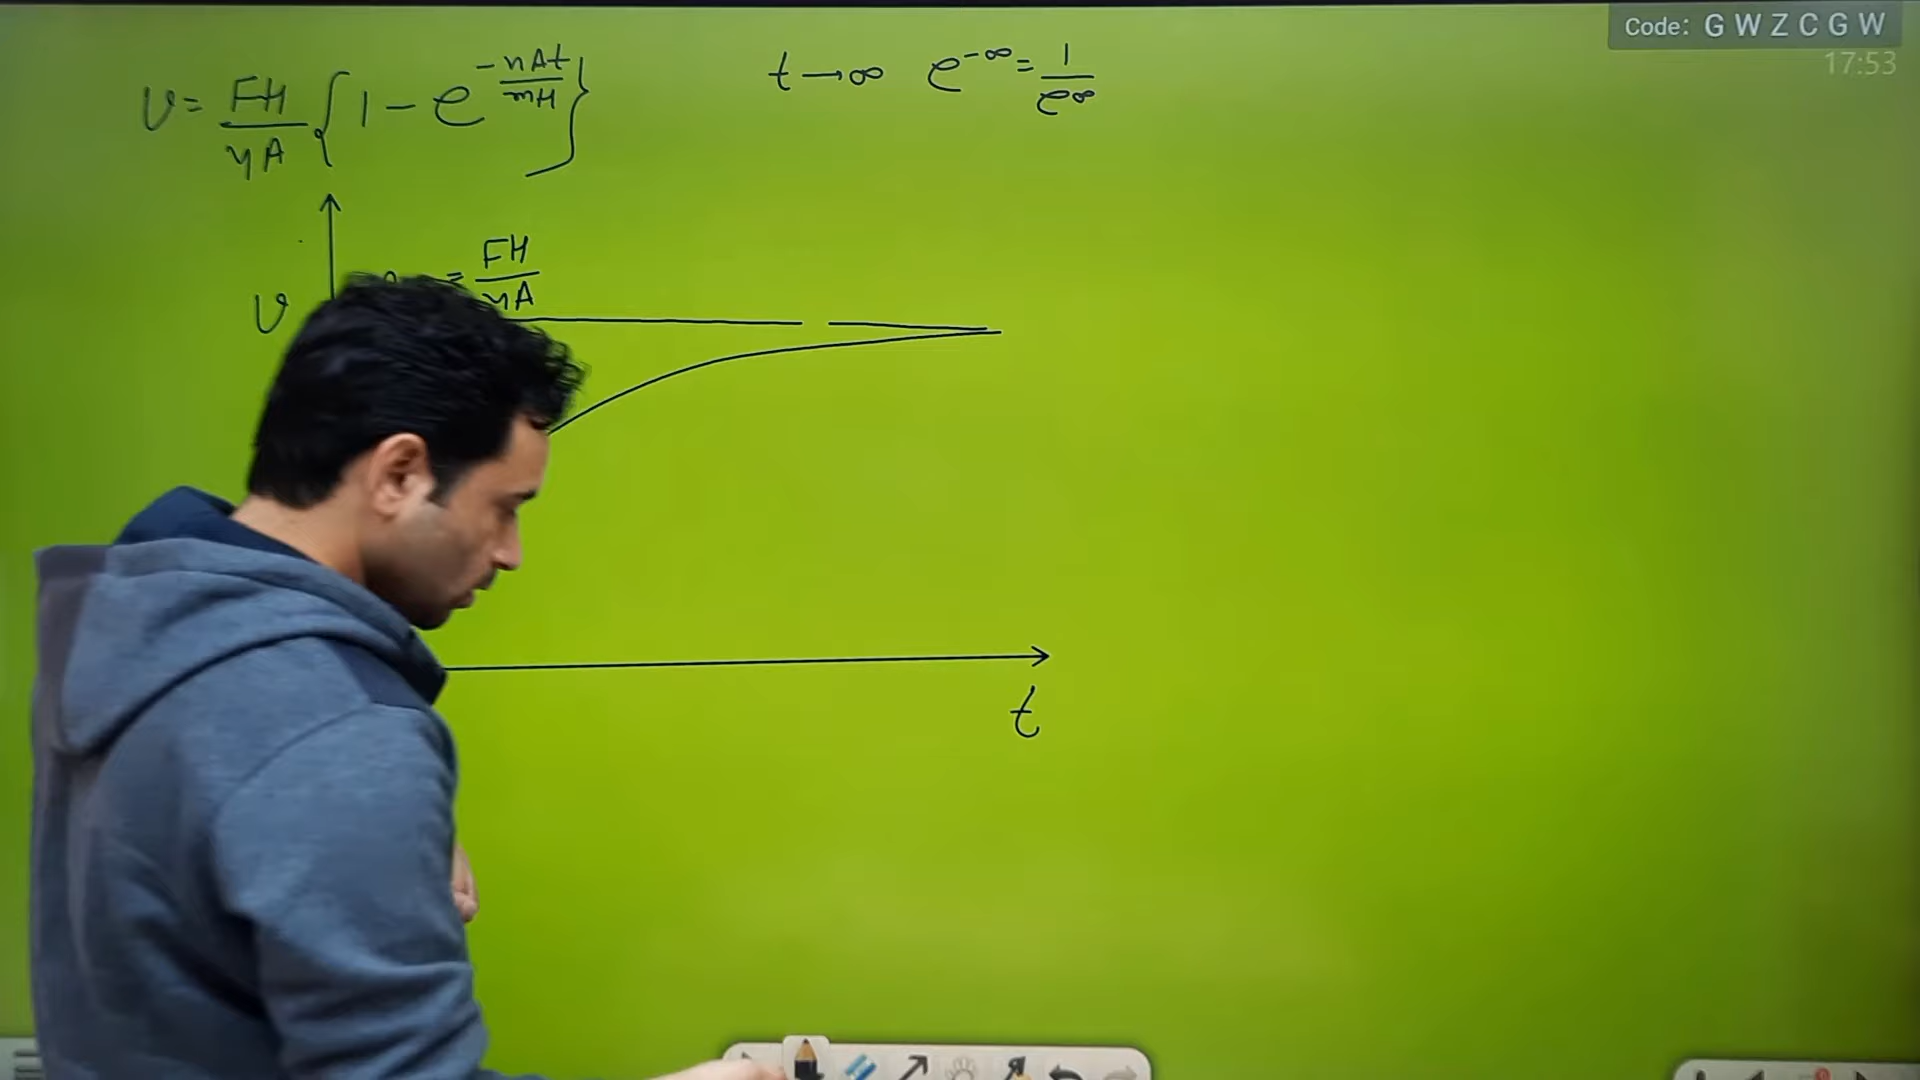 Code: G W Z C G W
17:53
v = FH/ηA {1 - e^(-ηAt/mH)}
t → ∞ e^-∞ = 1/e^∞
= FH/ηA
v
t